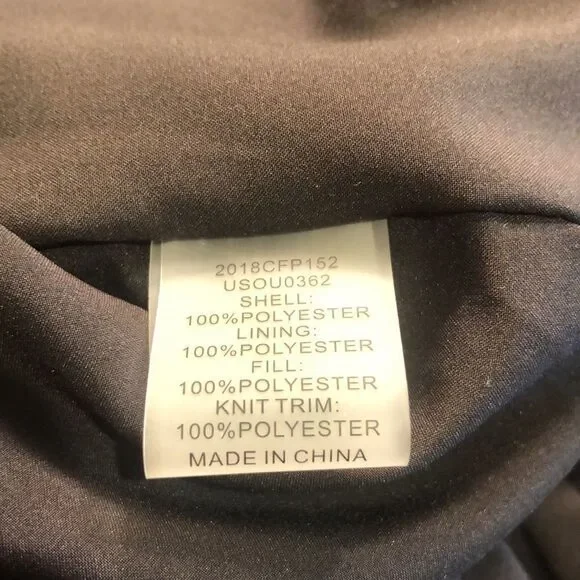 2018CFP152
USOU0362
SHELL:
100%POLYESTER
LINING:
100%POLYESTER
FILL:
100%POLYESTER
KNIT TRIM:
100%POLYESTER
MADE IN CHINA